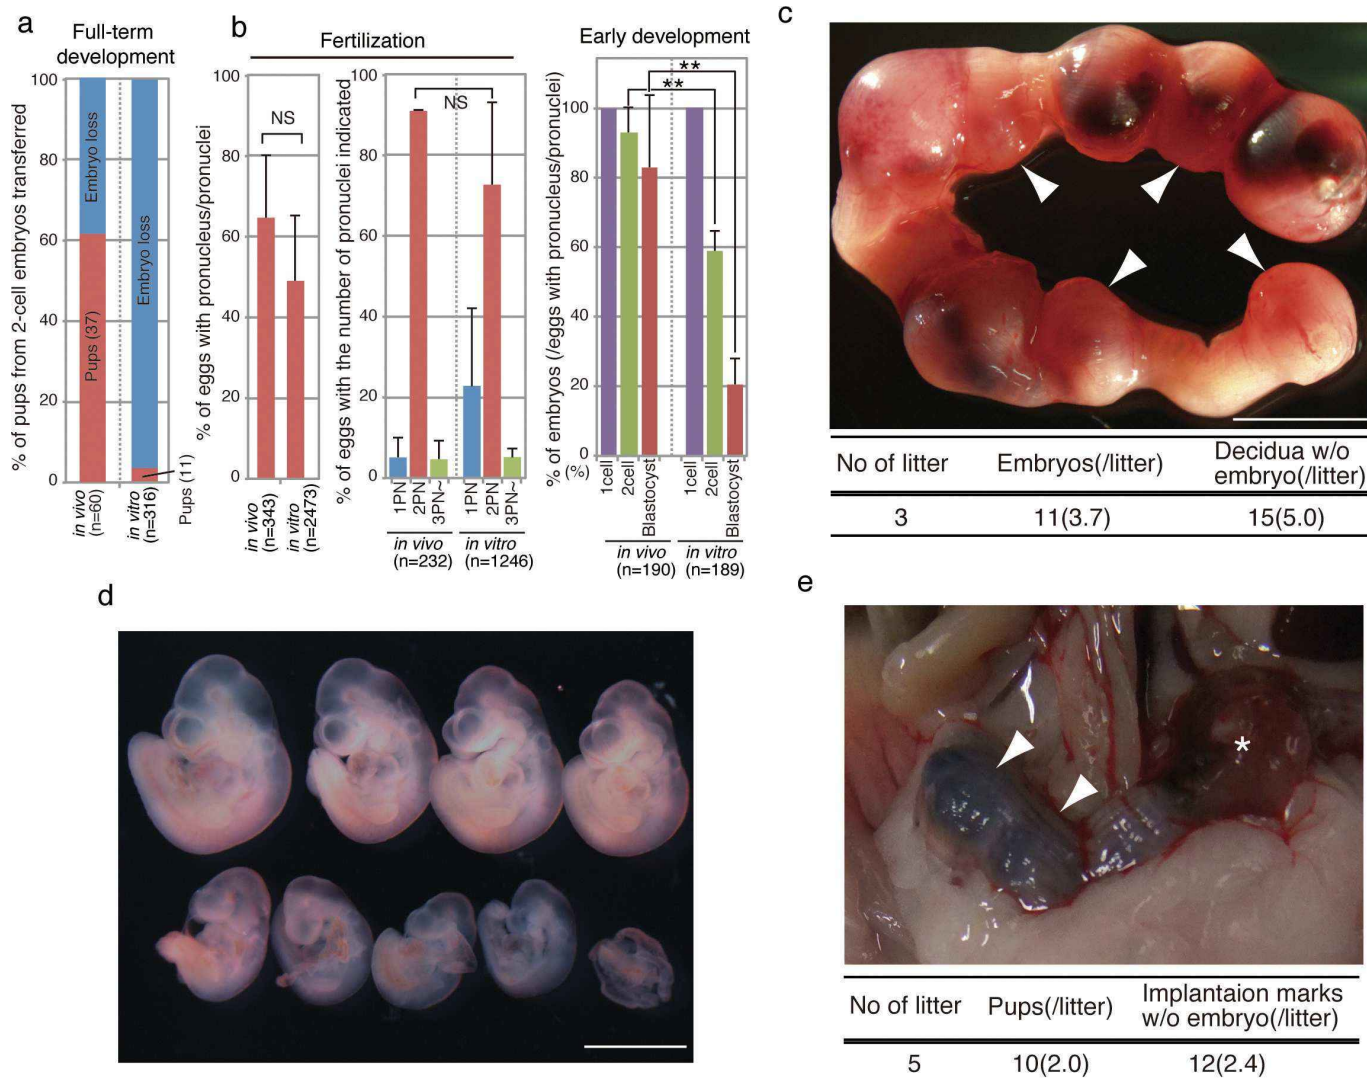 a
Full-term
development
% of pups from 2-cell embryos transferred
100
80
60
40
20
0
Embryo loss
Pups (37)
Embryo loss
Pups (11)
in vivo
(n=60)
in vitro
(n=316)
b
Fertilization
% of eggs with pronucleus/pronuclei
100
80
60
40
20
0
NS
in vivo
(n=343)
in vitro
(n=2473)
% of eggs with the number of pronuclei indicated
100
80
60
40
20
0
NS
1PN
2PN
3PN~
1PN
2PN
3PN~
in vivo
(n=232)
in vitro
(n=1246)
Early development
% of embryos (/eggs with pronucleus/pronuclei)
100
80
60
40
20
0
(%)
**
**
1cell
2cell
Blastocyst
1cell
2cell
Blastocyst
in vivo
(n=190)
in vitro
(n=189)
c
No of litter Embryos(/litter) Decidua w/o
embryo(/litter)
3 11(3.7) 15(5.0)
d
e
*
No of litter Pups(/litter) Implantaion marks
w/o embryo(/litter)
5 10(2.0) 12(2.4)